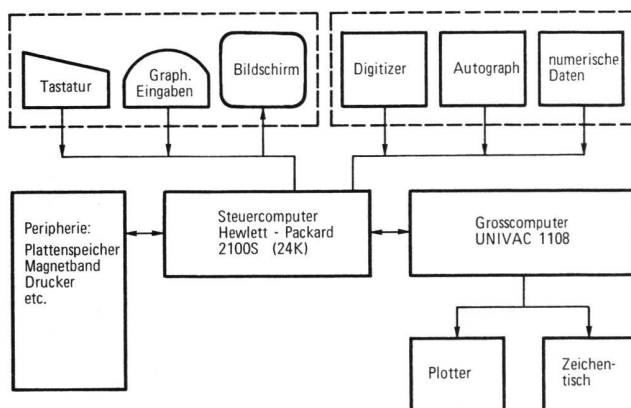 Tastatur
Graph.
Eingaben
Bildschirm
Digitizer
Autograph
numerische
Daten
Peripherie:
Plattenspeicher
Magnetband
Drucker
etc.
Steuercomputer
Hewlett - Packard
2100S (24K)
Grosscomputer
UNIVAC 1108
Plotter
Zeichen-
tisch